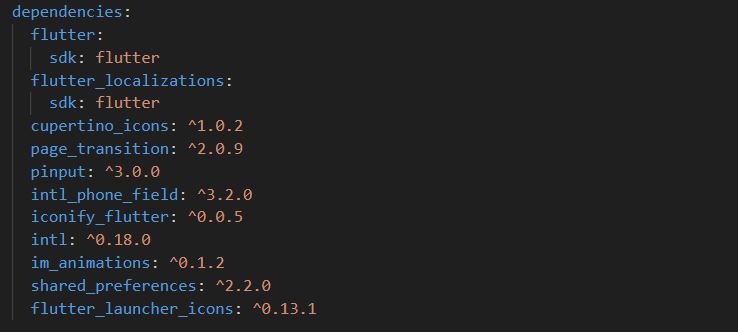 dependencies:
flutter:
sdk: flutter
flutter_localizations:
sdk: flutter
cupertino_icons: ^1.0.2
page_transition: ^2.0.9
pinput: ^3.0.0
intl_phone_field: ^3.2.0
iconify_flutter: ^0.0.5
intl: ^0.18.0
im_animations: ^0.1.2
shared_preferences: ^2.2.0
flutter_launcher_icons: ^0.13.1